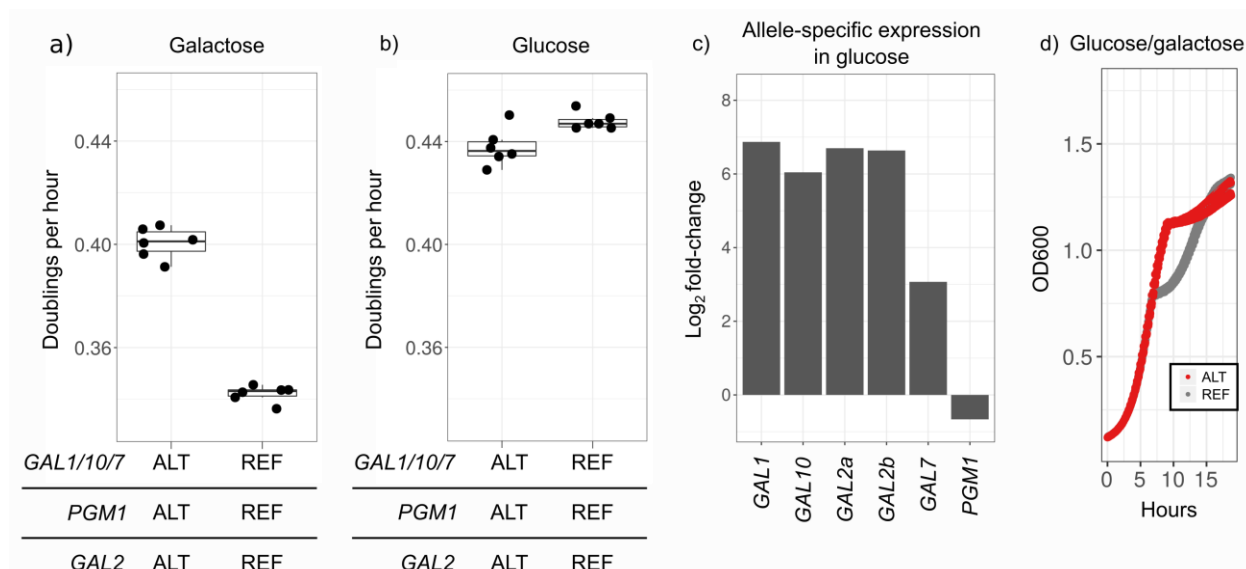 a) Galactose
Doublings per hour
0.44
0.40
0.36
b) Glucose
Doublings per hour
0.44
0.40
0.36
GAL1/10/7 ALT REF
PGM1 ALT REF
GAL2 ALT REF
GAL1/10/7 ALT REF
PGM1 ALT REF
GAL2 ALT REF
c) Allele-specific expression
in glucose
Log2 fold-change
8
6
4
2
0
GAL1
GAL10
GAL2a
GAL2b
GAL7
PGM1
d) Glucose/galactose
OD600
1.5
1.0
0.5
ALT
REF
0 5 15
Hours